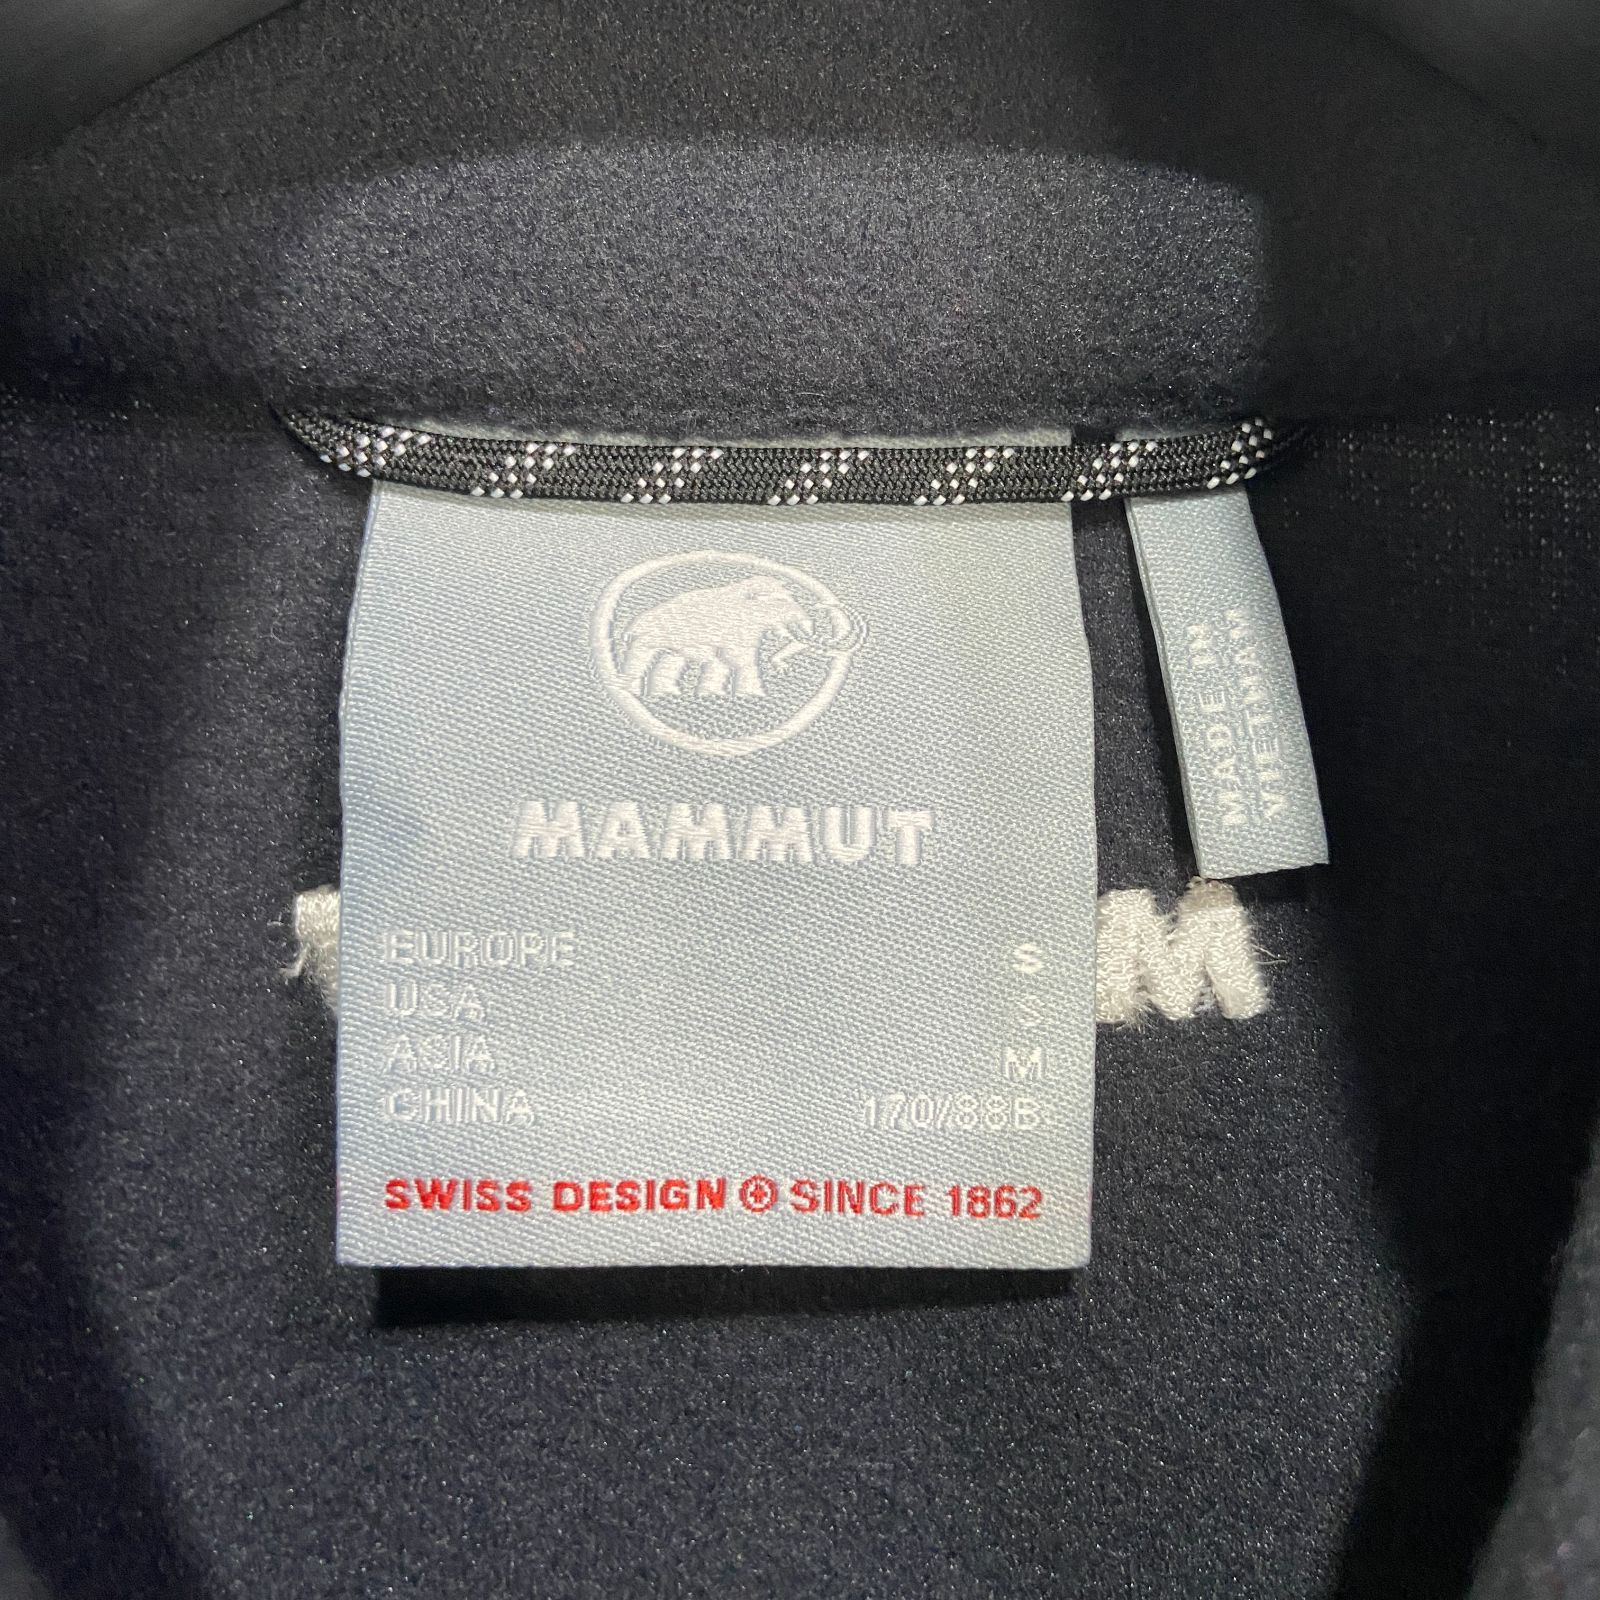 MAMMUT
EUROPE S
USA S
ASIA M
CHINA 170/88B
SWISS DESIGN SINCE 1862
MADE IN
VIETNAM